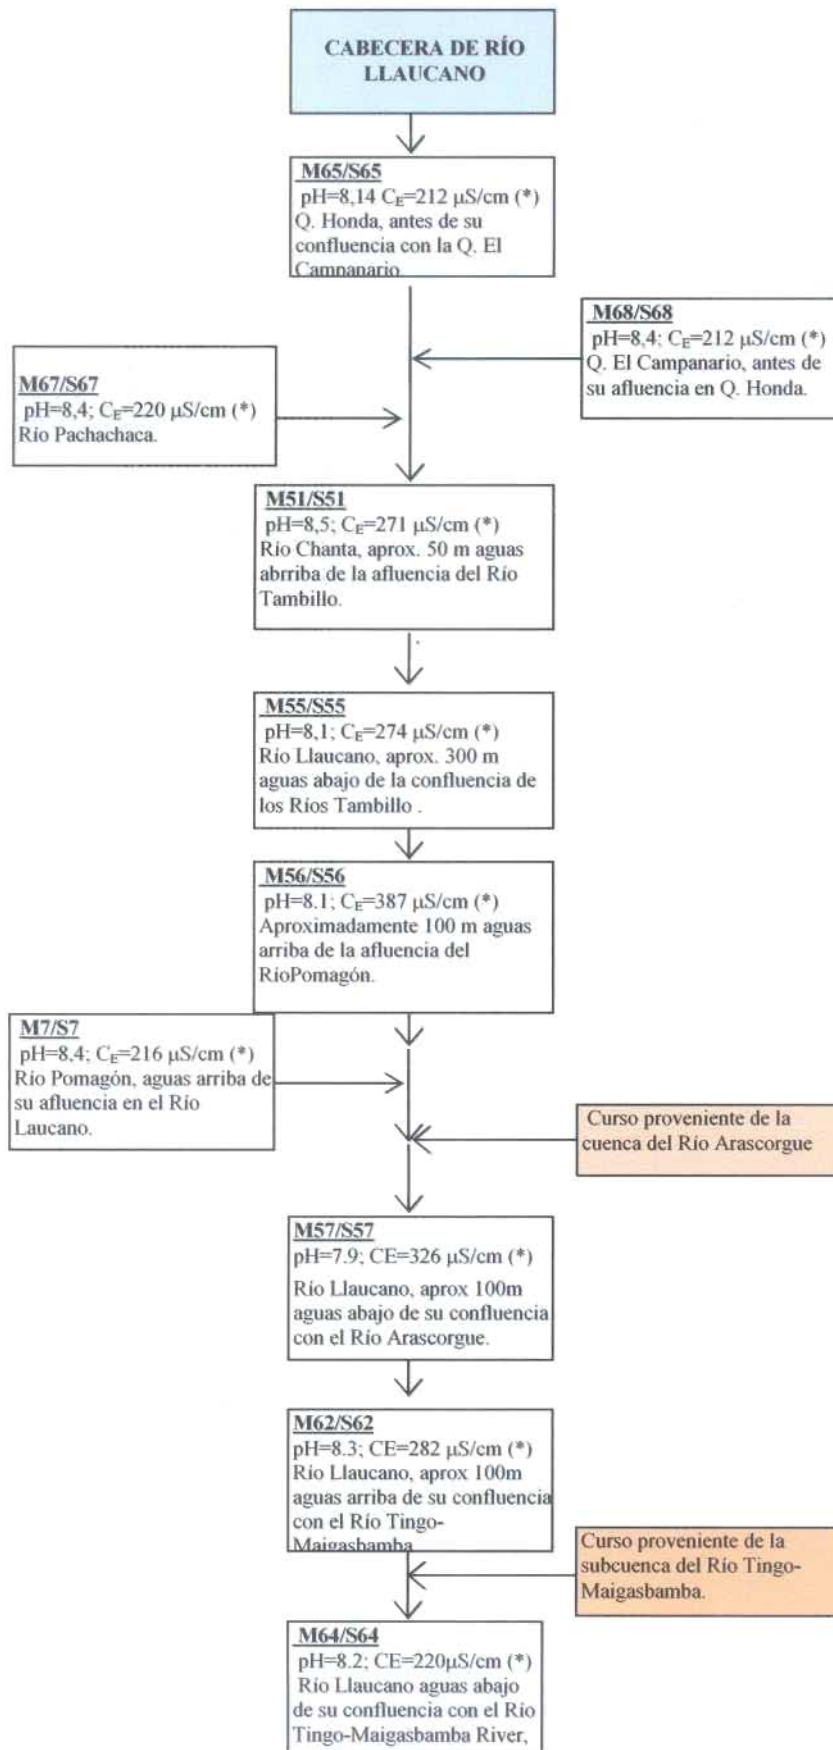 CABECERA DE RÍO
LLAUCANO
M65/S65
pH=8,14 CE=212 µS/cm (*)
Q. Honda, antes de su
confluencia con la Q. El
Campanario.
M68/S68
pH=8,4; CE=212 µS/cm (*)
Q. El Campanario, antes de
su afluencia en Q. Honda.
M67/S67
pH=8,4; CE=220 µS/cm (*)
Río Pachachaca.
M51/S51
pH=8,5; CE=271 µS/cm (*)
Río Chanta, aprox. 50 m aguas
abrriba de la afluencia del Río
Tambillo.
M55/S55
pH=8,1; CE=274 µS/cm (*)
Río Llaucano, aprox. 300 m
aguas abajo de la confluencia de
los Ríos Tambillo .
M56/S56
pH=8.1; CE=387 µS/cm (*)
Aproximadamente 100 m aguas
arriba de la afluencia del
RíoPomagón.
M7/S7
pH=8,4; CE=216 µS/cm (*)
Río Pomagón, aguas arriba de
su afluencia en el Río
Laucano.
Curso proveniente de la
cuenca del Río Arascorgue
M57/S57
pH=7.9; CE=326 µS/cm (*)
Río Llaucano, aprox 100m
aguas abajo de su confluencia
con el Río Arascorgue.
M62/S62
pH=8.3; CE=282 µS/cm (*)
Río Llaucano, aprox 100m
aguas arriba de su confluencia
con el Río Tingo-
Maigasbamba
Curso proveniente de la
subcuenca del Río Tingo-
Maigasbamba.
M64/S64
pH=8.2; CE=220µS/cm (*)
Río Llaucano aguas abajo
de su confluencia con el Río
Tingo-Maigasbamba River,